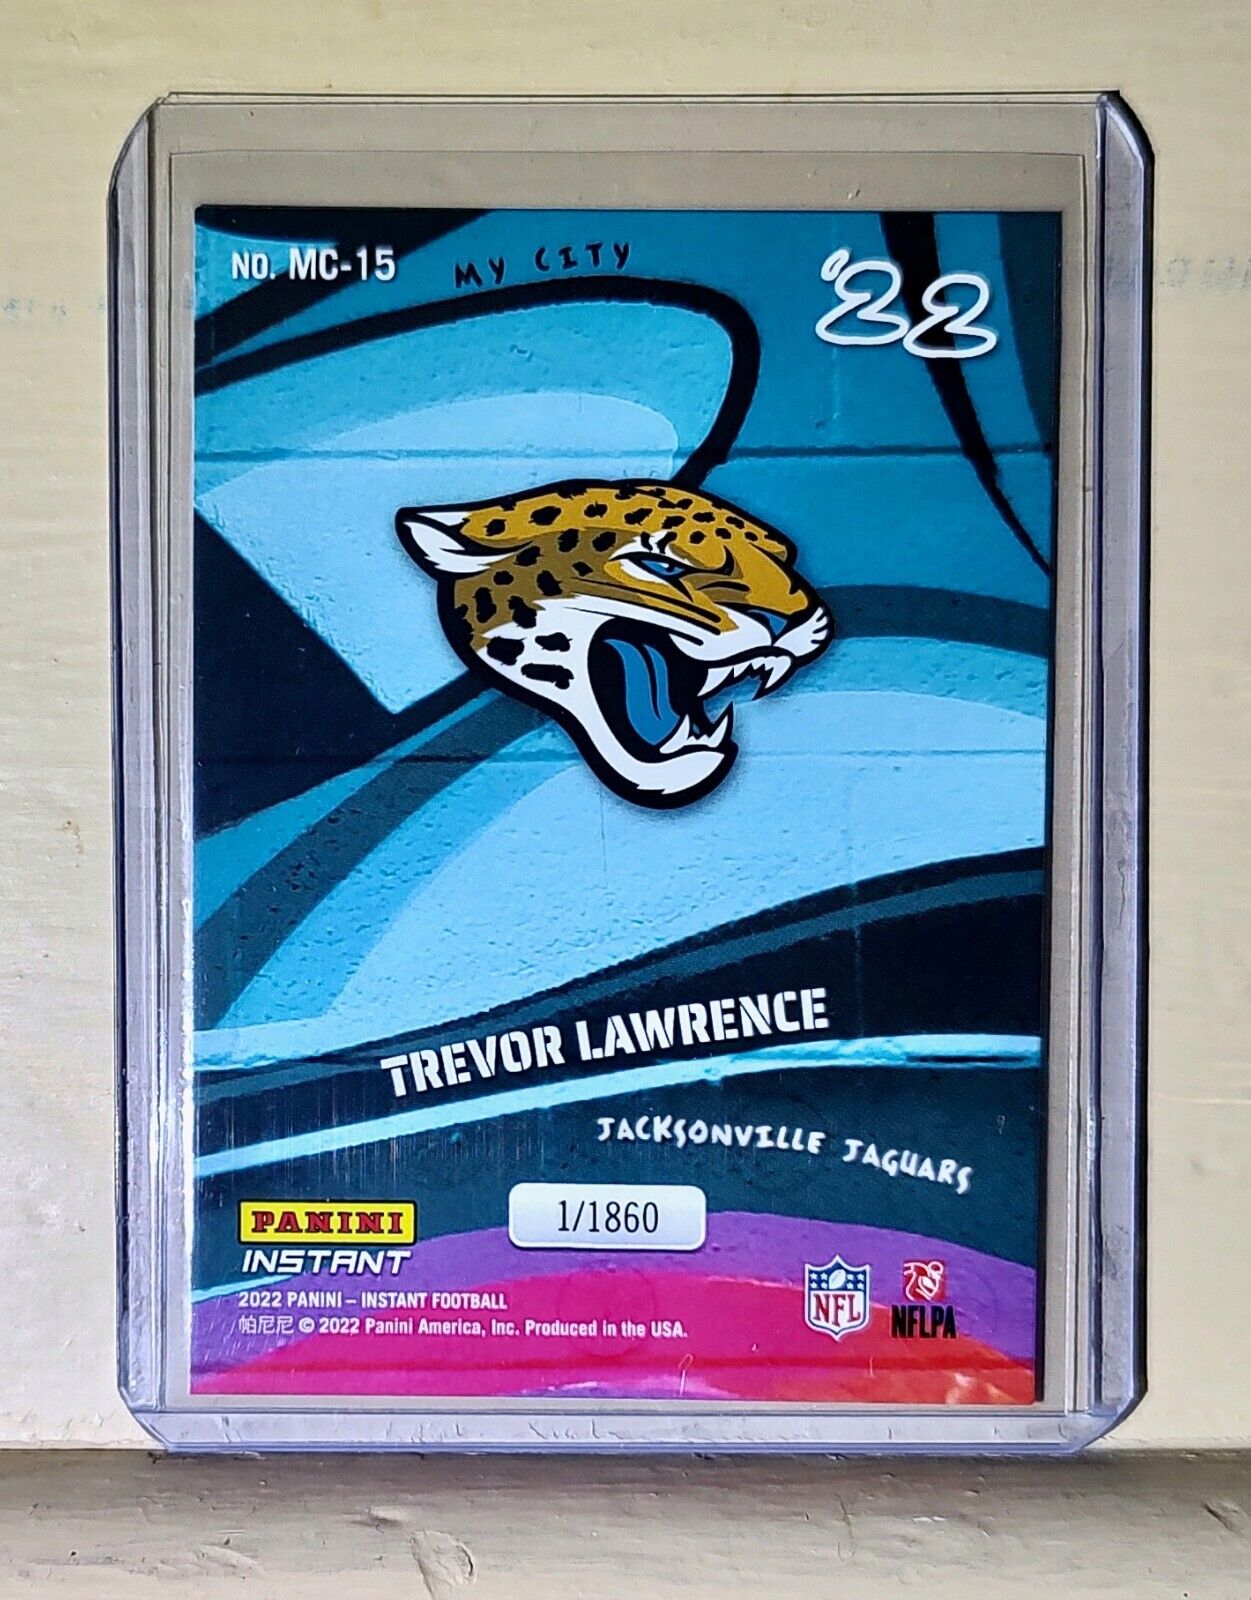 NO. MC-15
MY CITY
'22
TREVOR LAWRENCE
JACKSONVILLE JAGUARS
1/1860
PANINI
INSTANT
2022 PANINI – INSTANT FOOTBALL
帕尼尼 © 2022 Panini America, Inc. Produced in the USA.
NFL
NFLPA